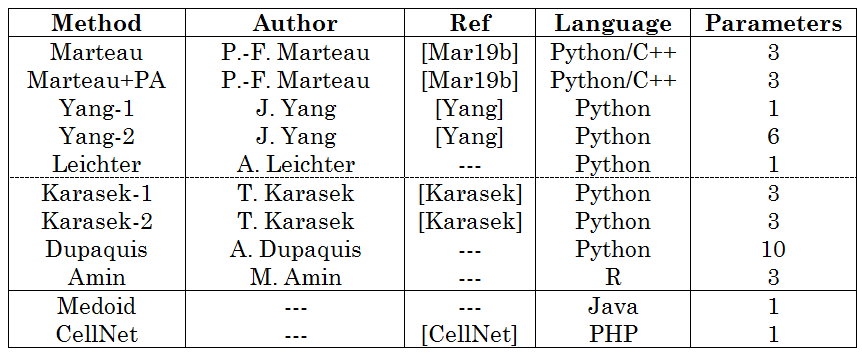 Method Author Ref Language Parameters
Marteau P.-F. Marteau [Mar19b] Python/C++ 3
Marteau+PA P.-F. Marteau [Mar19b] Python/C++ 3
Yang-1 J. Yang [Yang] Python 1
Yang-2 J. Yang [Yang] Python 6
Leichter A. Leichter --- Python 1
Karasek-1 T. Karasek [Karasek] Python 3
Karasek-2 T. Karasek [Karasek] Python 3
Dupaquis A. Dupaquis --- Python 10
Amin M. Amin --- R 3
Medoid --- --- Java 1
CellNet --- [CellNet] PHP 1